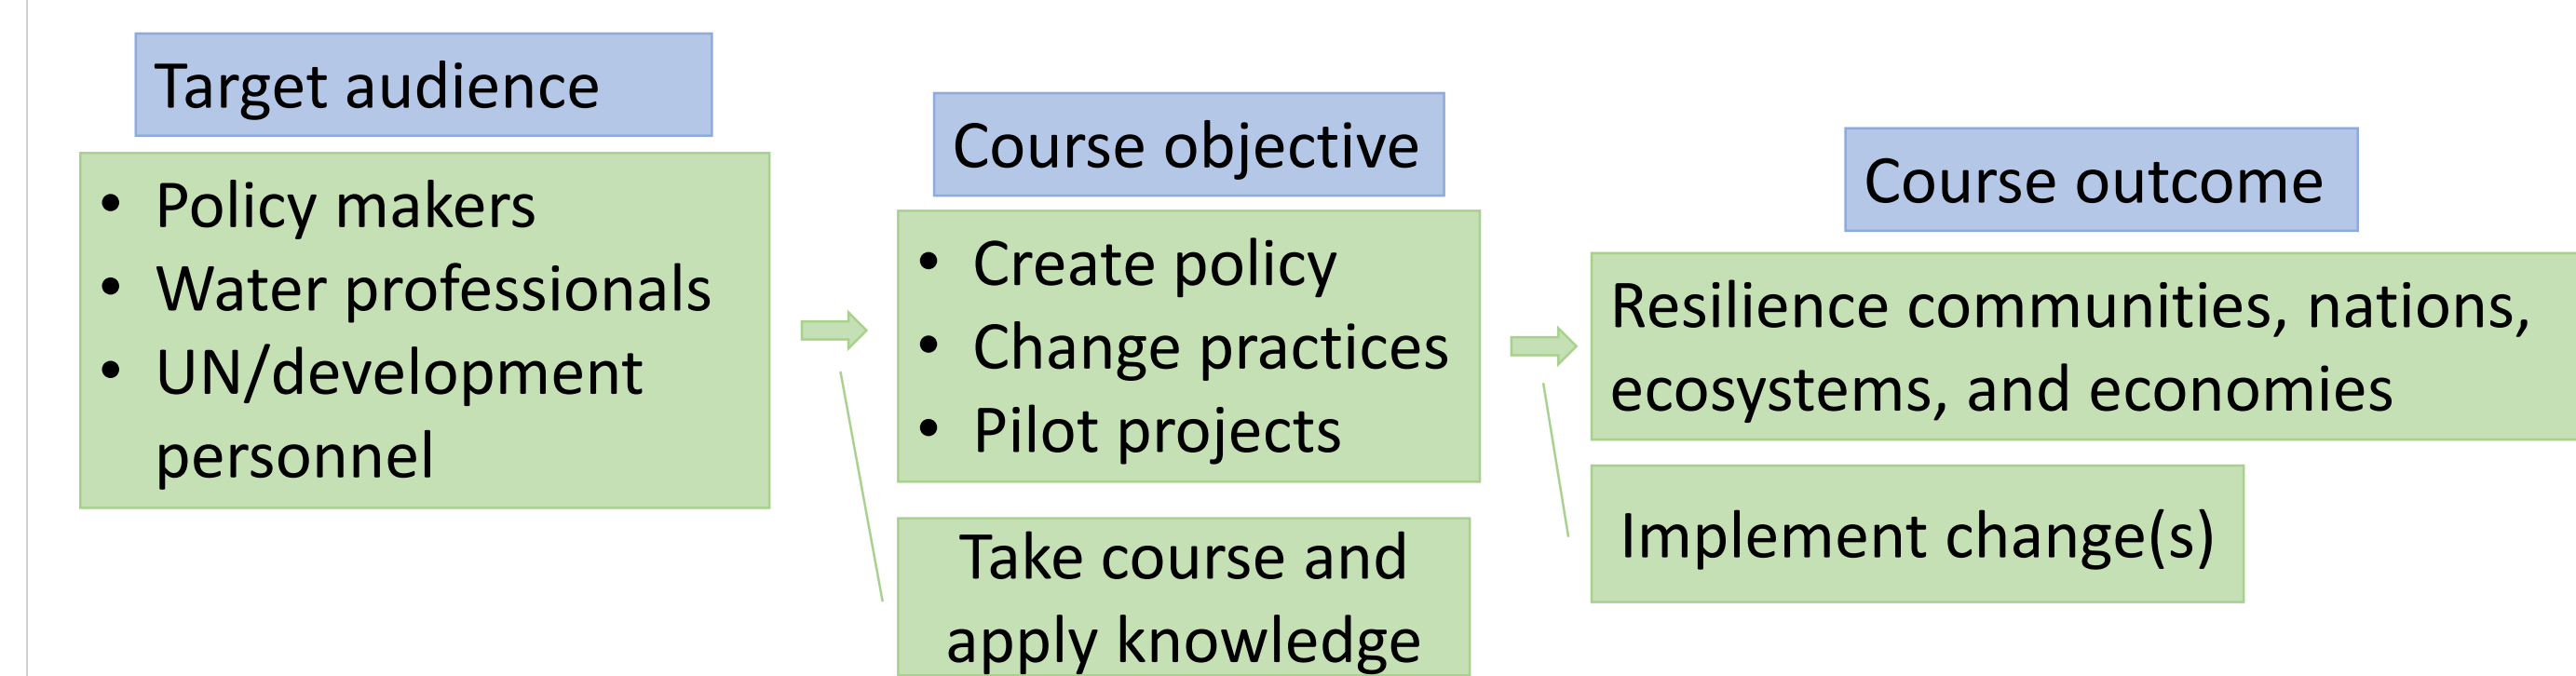 Target audience
• Policy makers
• Water professionals
• UN/development
personnel
Course objective
• Create policy
• Change practices
• Pilot projects
Take course and
apply knowledge
Course outcome
Resilience communities, nations,
ecosystems, and economies
Implement change(s)